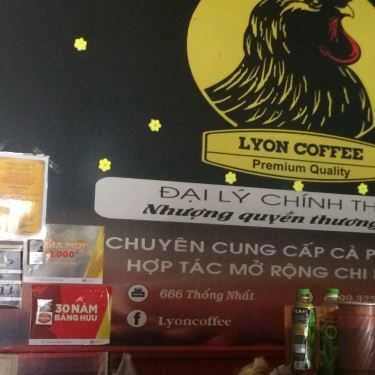 LYON COFFEE
Premium Quality
ĐẠI LÝ CHÍNH TH
Nhượng quyền thương
CHUYÊN CUNG CẤP CÀ P
HỢP TÁC MỞ RỘNG CHI
666 Thống Nhất
Lyoncoffee
30 NĂM
BẠNG HỮU